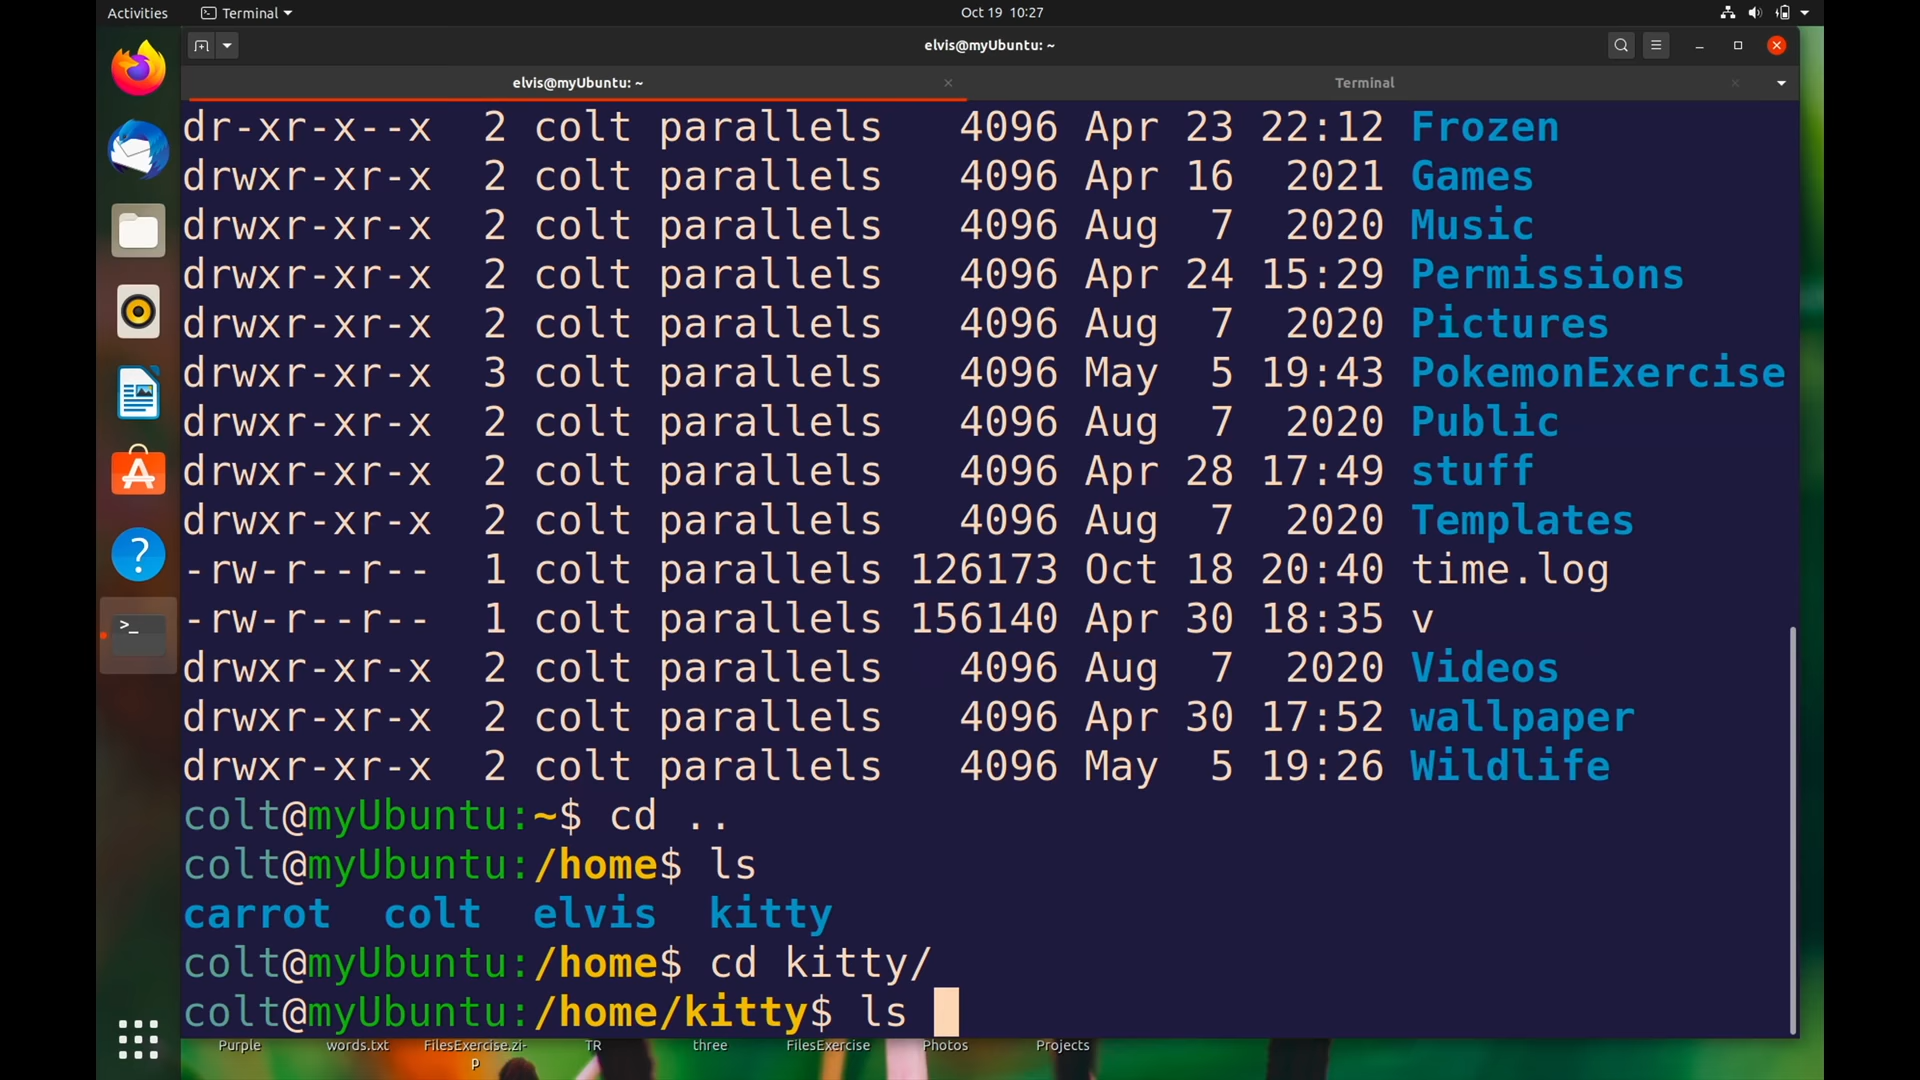 Activities Terminal Oct 19 10:27
elvis@myUbuntu: ~
elvis@myUbuntu: ~ Terminal
dr-xr-x--x 2 colt parallels 4096 Apr 23 22:12 Frozen
drwxr-xr-x 2 colt parallels 4096 Apr 16 2021 Games
drwxr-xr-x 2 colt parallels 4096 Aug 7 2020 Music
drwxr-xr-x 2 colt parallels 4096 Apr 24 15:29 Permissions
drwxr-xr-x 2 colt parallels 4096 Aug 7 2020 Pictures
drwxr-xr-x 3 colt parallels 4096 May 5 19:43 PokemonExercise
drwxr-xr-x 2 colt parallels 4096 Aug 7 2020 Public
drwxr-xr-x 2 colt parallels 4096 Apr 28 17:49 stuff
drwxr-xr-x 2 colt parallels 4096 Aug 7 2020 Templates
-rw-r--r-- 1 colt parallels 126173 Oct 18 20:40 time.log
-rw-r--r-- 1 colt parallels 156140 Apr 30 18:35 v
drwxr-xr-x 2 colt parallels 4096 Aug 7 2020 Videos
drwxr-xr-x 2 colt parallels 4096 Apr 30 17:52 wallpaper
drwxr-xr-x 2 colt parallels 4096 May 5 19:26 Wildlife
colt@myUbuntu:~$ cd ..
colt@myUbuntu:/home$ ls
carrot colt elvis kitty
colt@myUbuntu:/home$ cd kitty/
colt@myUbuntu:/home/kitty$ ls
Purple words.txt FilesExercise.zi- TR three FilesExercise Photos Projects
p